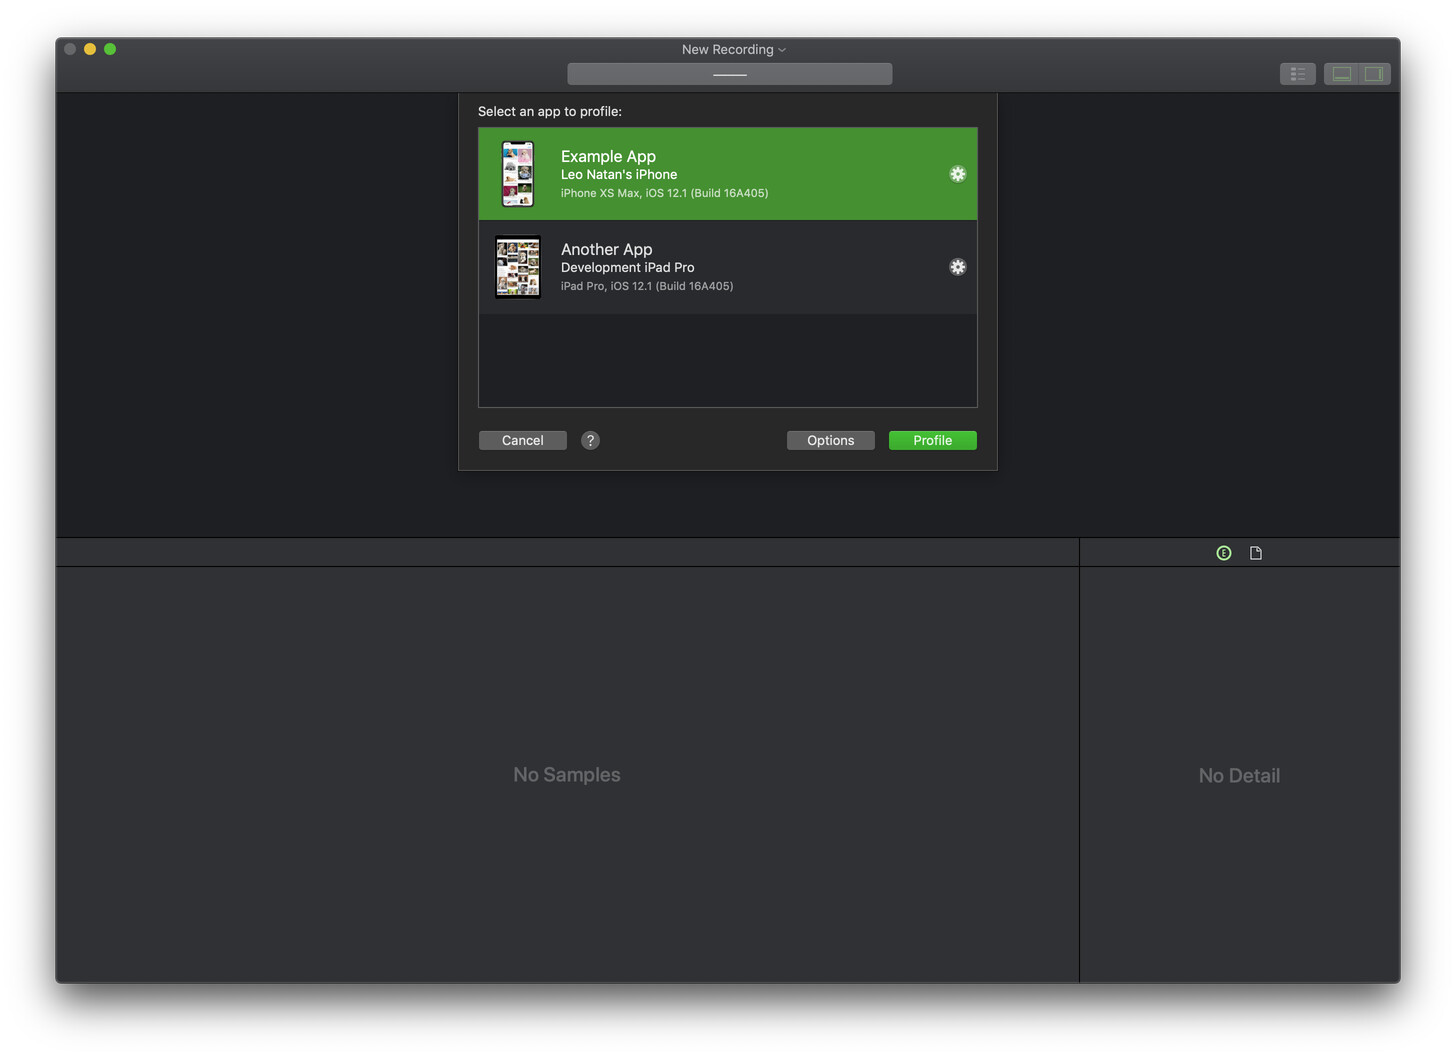 New Recording
Select an app to profile:
Example App
Leo Natan's iPhone
iPhone XS Max, iOS 12.1 (Build 16A405)
Another App
Development iPad Pro
iPad Pro, iOS 12.1 (Build 16A405)
Cancel
?
Options
Profile
E
No Samples
No Detail